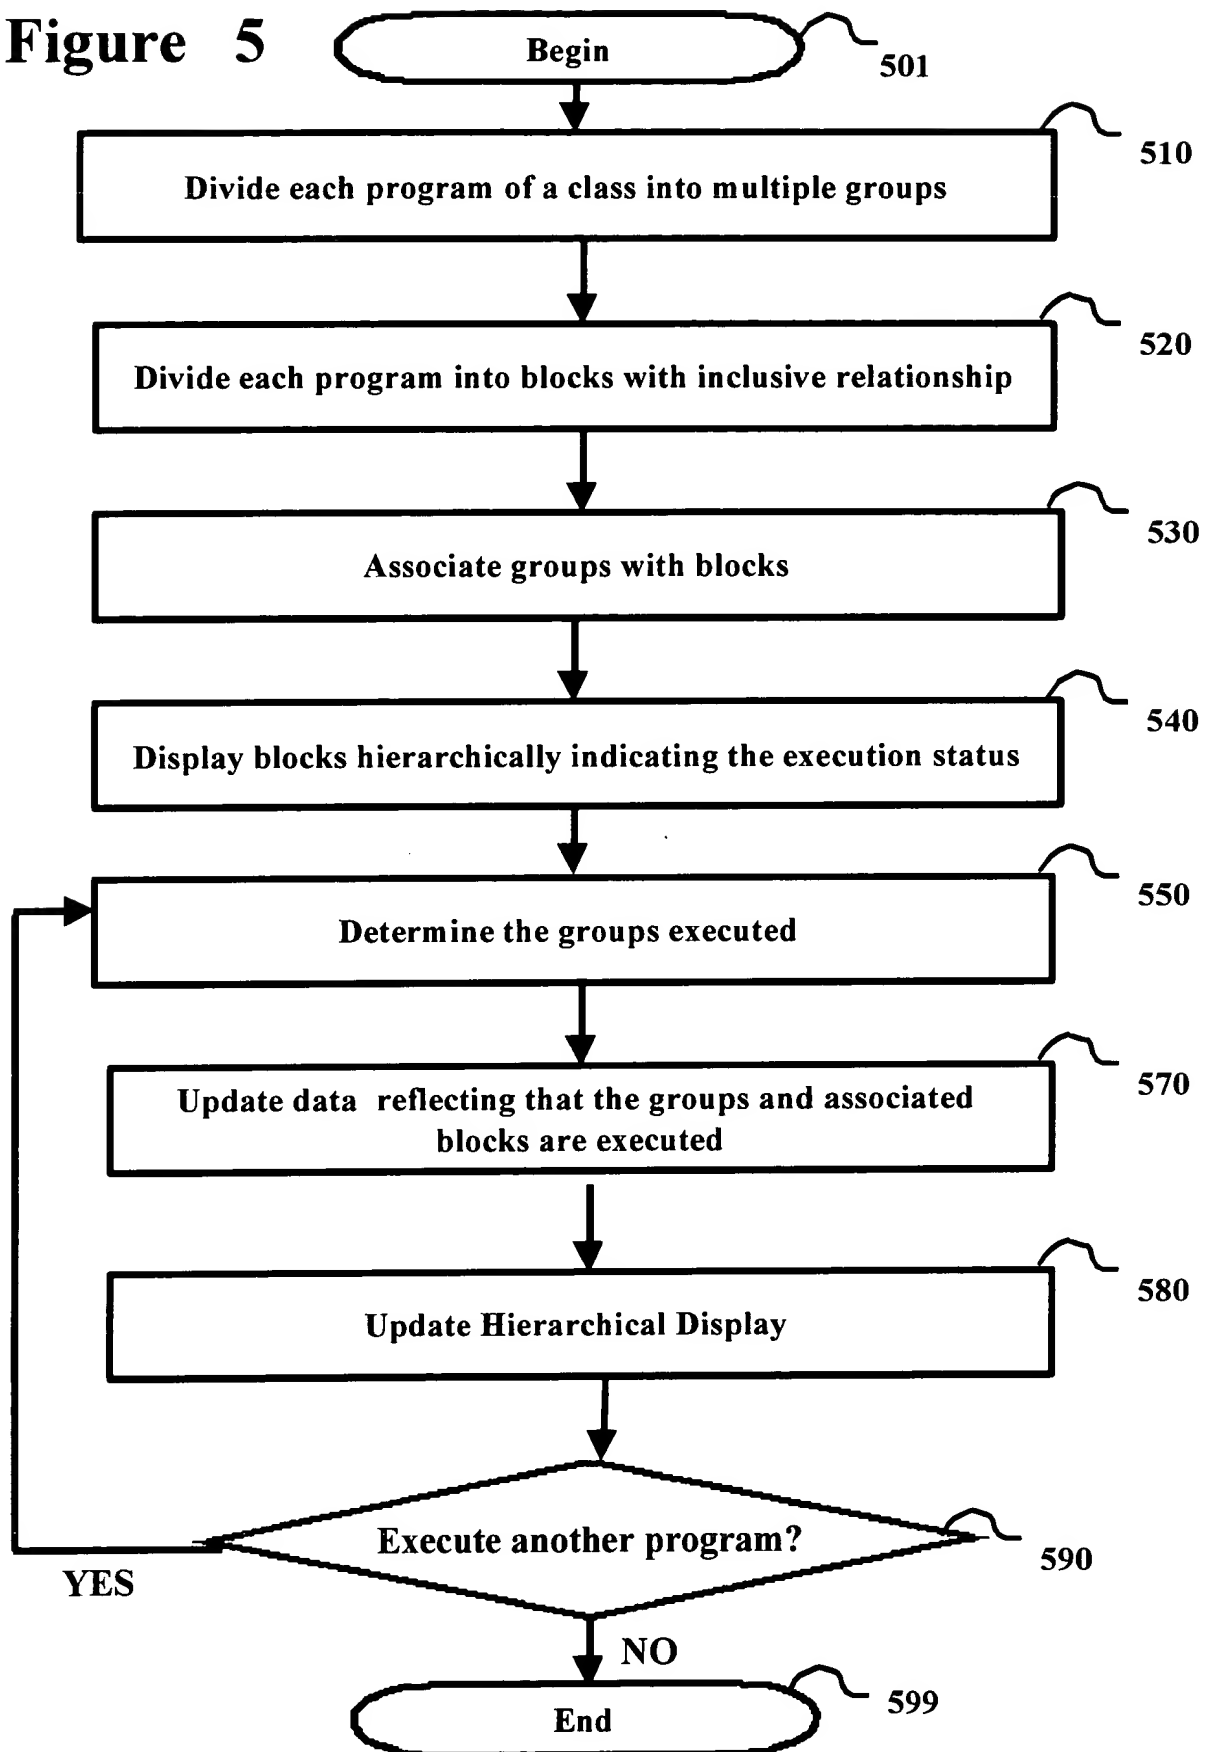 Figure 5
Begin
501
510
Divide each program of a class into multiple groups
520
Divide each program into blocks with inclusive relationship
530
Associate groups with blocks
540
Display blocks hierarchically indicating the execution status
550
Determine the groups executed
570
Update data reflecting that the groups and associated
blocks are executed
580
Update Hierarchical Display
Execute another program?
590
YES
NO
599
End